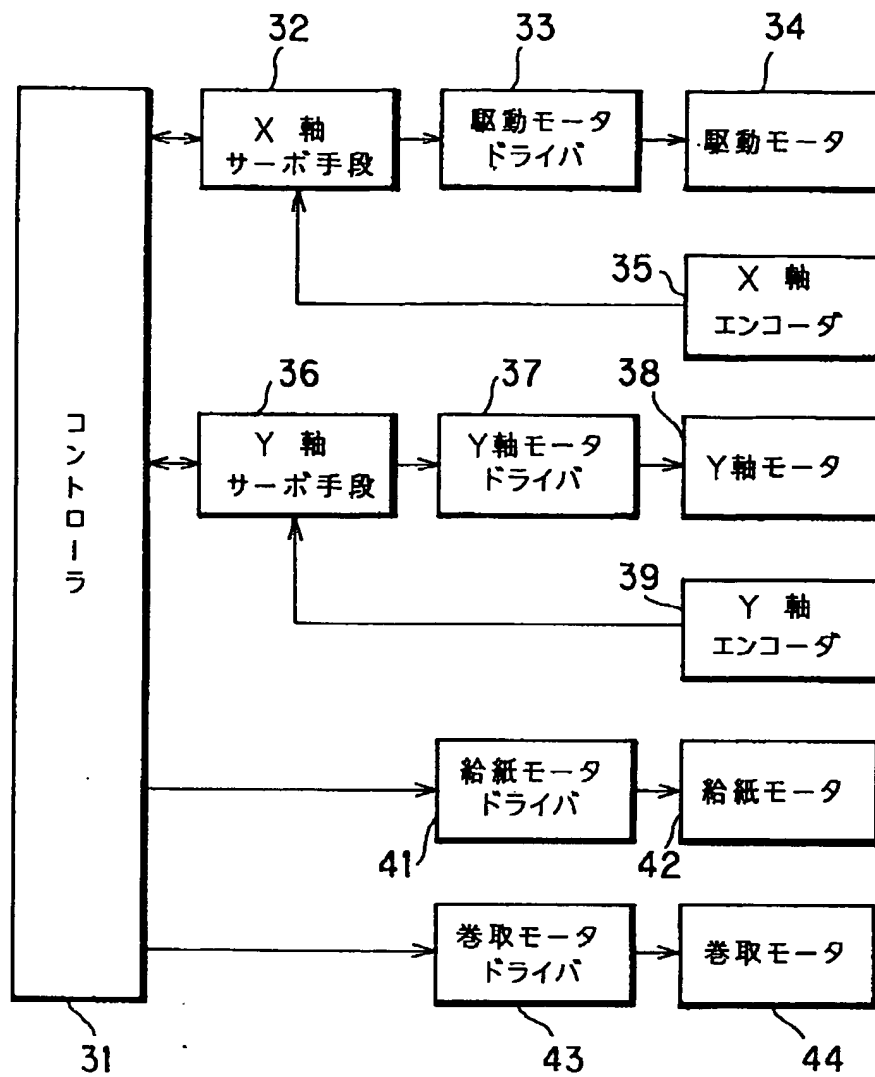 32
33
34
X 軸
サーボ手段
駆動モータ
ドライバ
駆動モータ
35
X 軸
エンコーダ
36
37
38
Y 軸
サーボ手段
Y軸モータ
ドライバ
Y軸モータ
39
Y 軸
エンコーダ
コントローラ
給紙モータ
ドライバ
給紙モータ
41
42
巻取モータ
ドライバ
巻取モータ
31
43
44